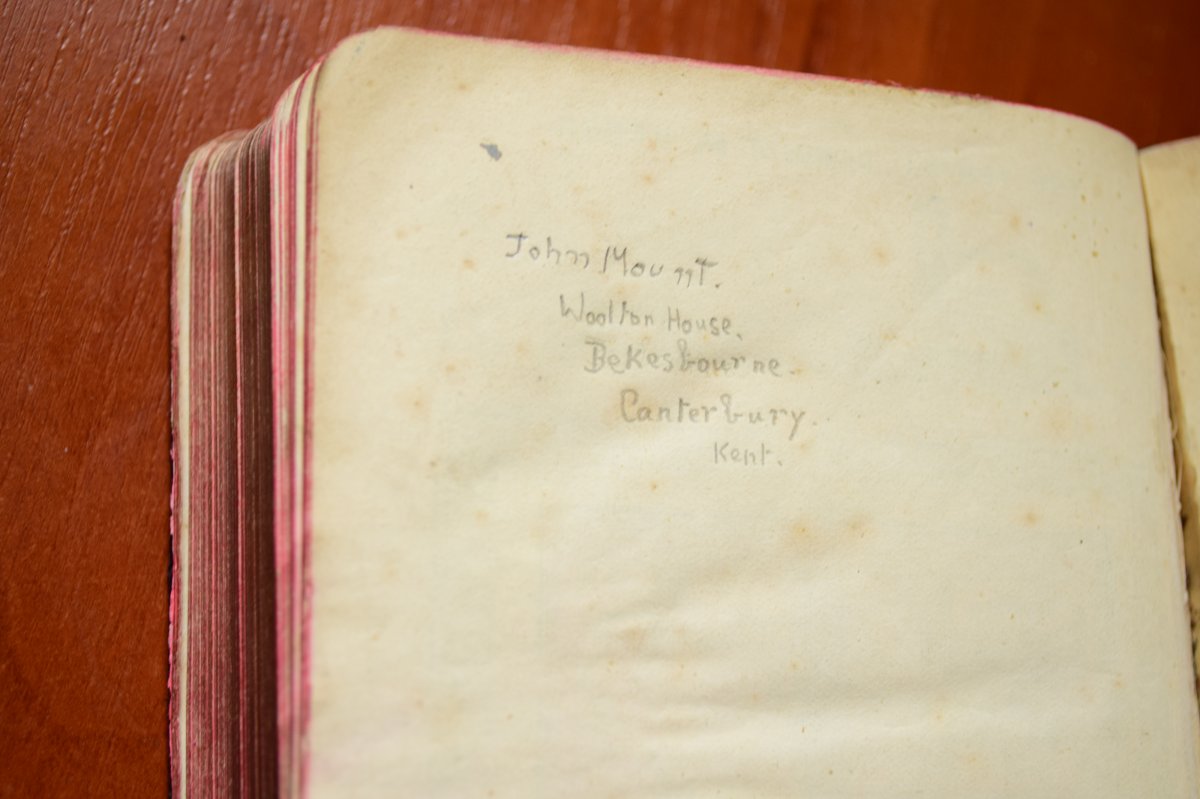 John Mount.
Woolton House.
Bekesbourne.
Canterbury.
Kent.